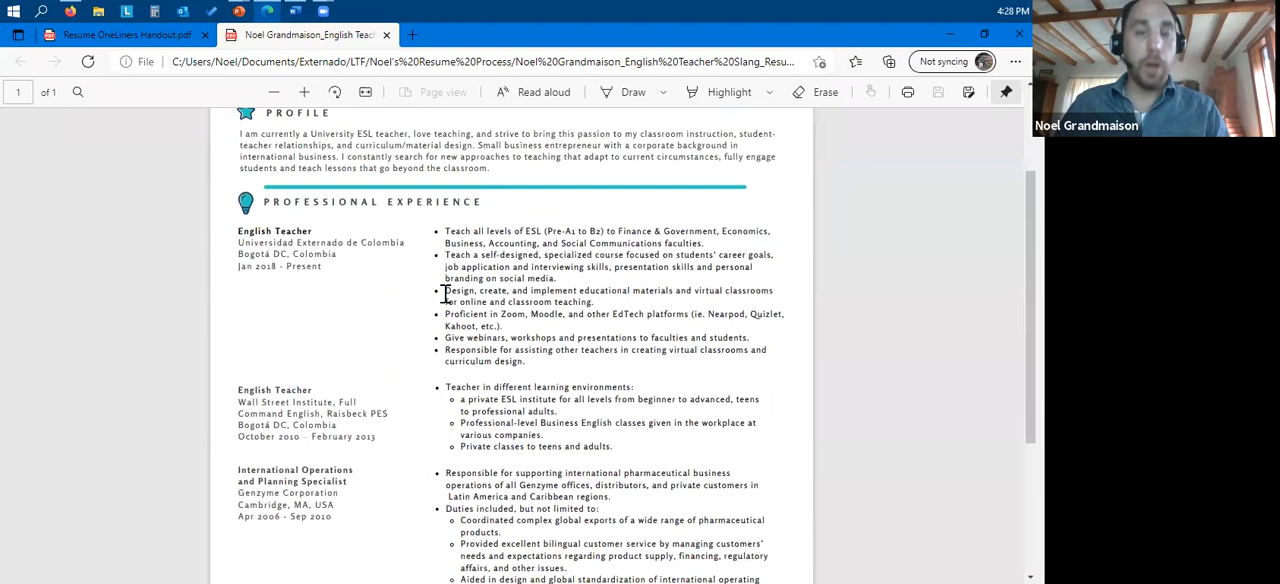 4:28 PM
Resume OneLiners Handout.pdf
Noel Grandmaison_English Teach
File
C:/Users/Noel/Documents/Externado/LTF/Noel's%20Resume%20Process/Noel%20Grandmaison_English%20Teacher%20Slang_Resu...
Not syncing
1 of 1
Page view
Read aloud
Draw
Highlight
Erase
Noel Grandmaison
PROFILE
I am currently a University ESL teacher, love teaching, and strive to bring this passion to my classroom instruction, student-
teacher relationships, and curriculum/material design. Small business entrepreneur with a corporate background in
international business. I constantly search for new approaches to teaching that adapt to current circumstances, fully engage
students and teach lessons that go beyond the classroom.
PROFESSIONAL EXPERIENCE
English Teacher
Universidad Externado de Colombia
Bogotá DC, Colombia
Jan 2018 - Present
• Teach all levels of ESL (Pre-A1 to B2) to Finance & Government, Economics,
Business, Accounting, and Social Communications faculties.
• Teach a self-designed, specialized course focused on students' career goals,
job application and interviewing skills, presentation skills and personal
branding on social media.
• Design, create, and implement educational materials and virtual classrooms
for online and classroom teaching.
• Proficient in Zoom, Moodle, and other EdTech platforms (ie. Nearpod, Quizlet,
Kahoot, etc.).
• Give webinars, workshops and presentations to faculties and students.
• Responsible for assisting other teachers in creating virtual classrooms and
curriculum design.
English Teacher
Wall Street Institute, Full
Command English, Raisbeck PES
Bogotá DC, Colombia
October 2010 – February 2013
• Teacher in different learning environments:
a private ESL institute for all levels from beginner to advanced, teens
to professional adults.
Professional-level Business English classes given in the workplace at
various companies.
Private classes to teens and adults.
International Operations
and Planning Specialist
Genzyme Corporation
Cambridge, MA, USA
Apr 2006 - Sep 2010
• Responsible for supporting international pharmaceutical business
operations of all Genzyme offices, distributors, and private customers in
Latin America and Caribbean regions.
• Duties included, but not limited to:
Coordinated complex global exports of a wide range of pharmaceutical
products.
Provided excellent bilingual customer service by managing customers'
needs and expectations regarding product supply, financing, regulatory
affairs, and other issues.
Aided in design and global standardization of international operating